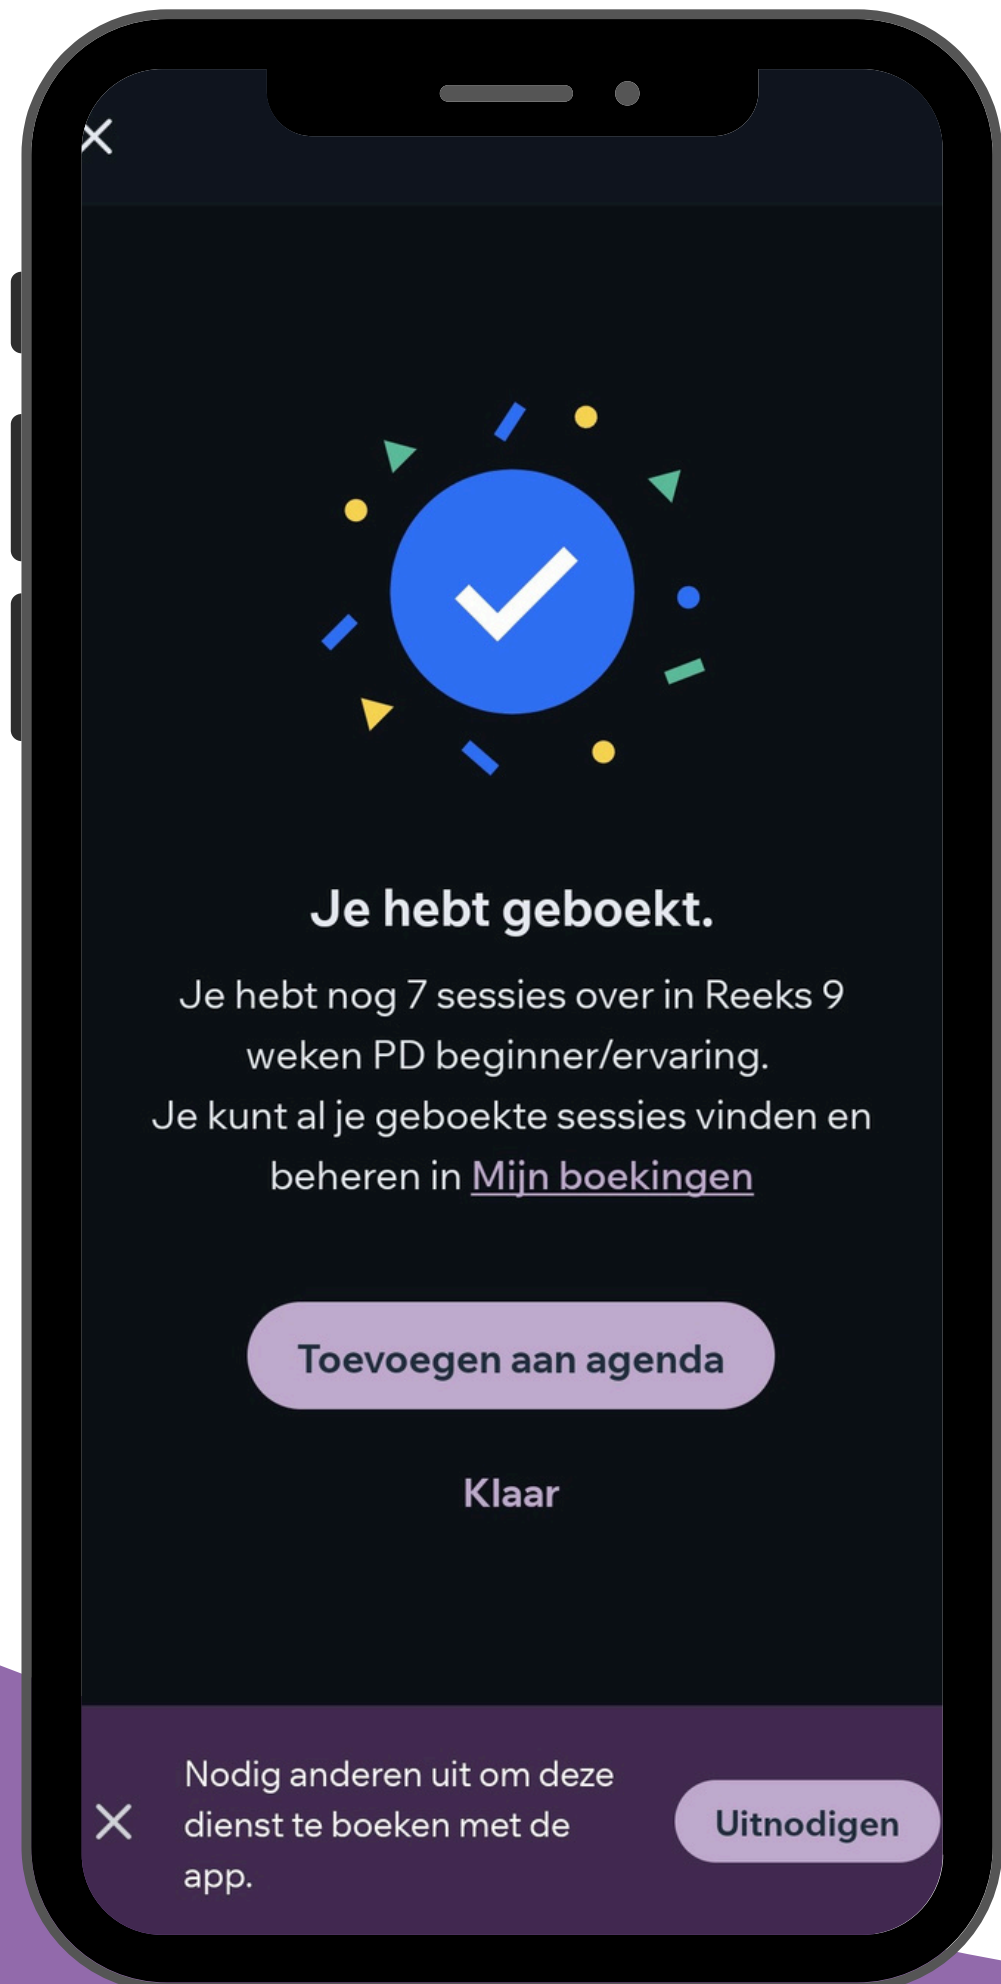 Je hebt geboekt.
Je hebt nog 7 sessies over in Reeks 9
weken PD beginner/ervaring.
Je kunt al je geboekte sessies vinden en
beheren in Mijn boekingen
Toevoegen aan agenda
Klaar
Nodig anderen uit om deze
dienst te boeken met de
app.
Uitnodigen